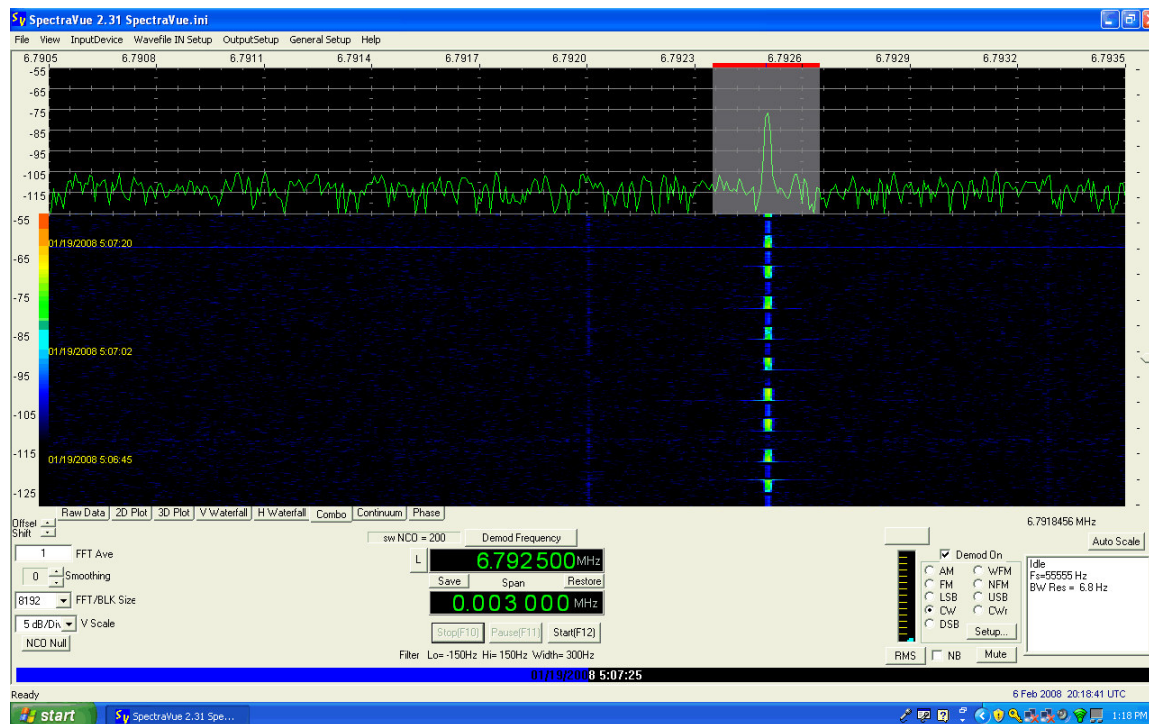 SpectraVue 2.31 SpectraVue.ini
File View InputDevice Wavefile IN Setup OutputSetup General Setup Help
6.7905 6.7908 6.7911 6.7914 6.7917 6.7920 6.7923 6.7926 6.7929 6.7932 6.7935
-55
-65
-75
-85
-95
-105
-115
-55
01/19/2008 5:07:20
-65
-75
-85
01/19/2008 5:07:02
-95
-105
-115
01/19/2008 5:06:45
-125
Raw Data 2D Plot 3D Plot V Waterfall H Waterfall Combo Continuum Phase
Offset
Shift
6.7918456 MHz
sw NCO = 200 Demod Frequency
Auto Scale
1 FFT Ave
L 6.792500 MHz
Demod On
0 Smoothing
Save Span Restore
8192 FFT/BLK Size
0.003 000 MHz
5 dB/Div V Scale
NCO Null
Stop(F10) Pause(F11) Start(F12)
Filter Lo= -150Hz Hi= 150Hz Width= 300Hz
AM WFM
FM NFM
LSB USB
CW CWr
DSB Setup...
RMS NB Mute
Idle
Fs=55555 Hz
BW Res = 6.8 Hz
01/19/2008 5:07:25
Ready
6 Feb 2008 20:18:41 UTC
start SpectraVue 2.31 Spe... 1:18 PM